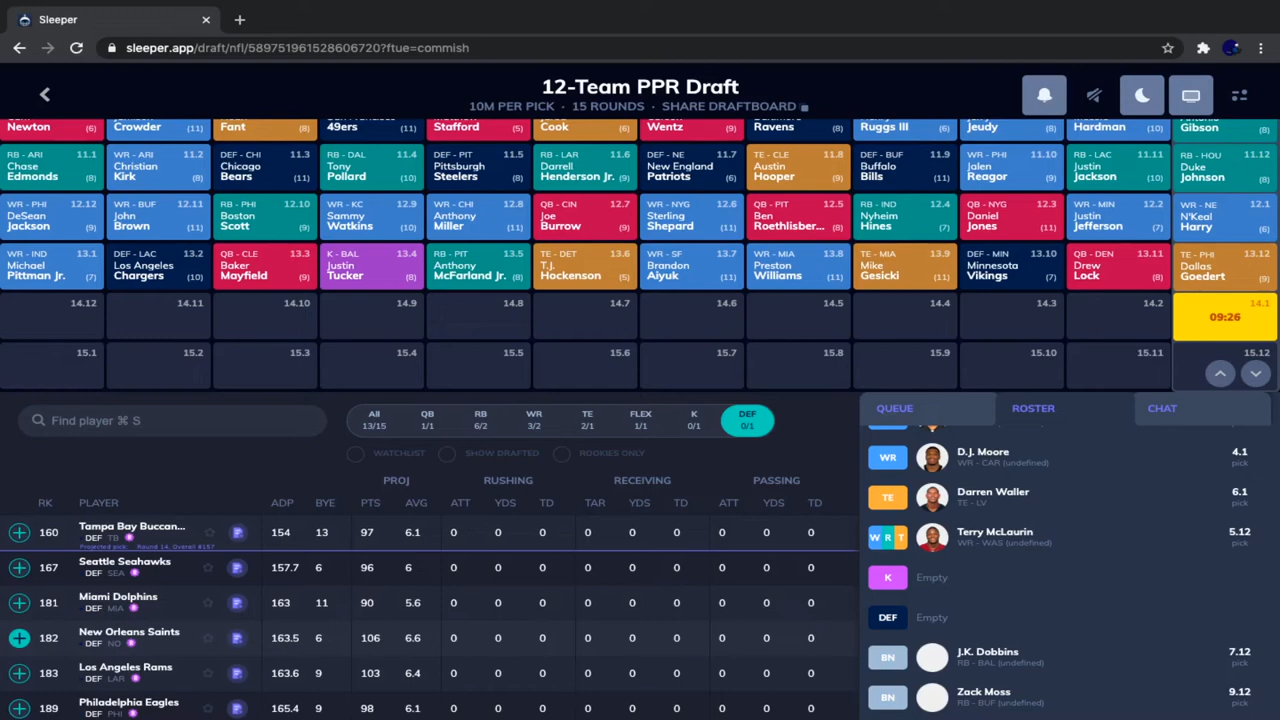 Sleeper
sleeper.app/draft/nfl/589751961528606720?ftue=commish
12-Team PPR Draft
10M PER PICK · 15 ROUNDS · SHARE DRAFTBOARD
Newton (6) Crowder (11) Fant (8) 49ers (11) Stafford (5) Cook (6) Wentz (9) Ravens (8) Ruggs III (6) Jeudy (8) Hardman (10) Gibson (8)
RB - ARI 11.1 WR - ARI 11.2 DEF - CHI 11.3 RB - DAL 11.4 DEF - PIT 11.5 RB - LAR 11.6 DEF - NE 11.7 TE - CLE 11.8 DEF - BUF 11.9 WR - PHI 11.10 RB - LAC 11.11 RB - HOU 11.12
Chase Christian Chicago Tony Pittsburgh Darrell New England Austin Buffalo Jalen Justin Duke
Edmonds (8) Kirk (8) Bears (11) Pollard (10) Steelers (8) Henderson Jr. (9) Patriots (6) Hooper (9) Bills (11) Reagor (9) Jackson (10) Johnson (8)
WR - PHI 12.12 WR - BUF 12.11 RB - PHI 12.10 WR - KC 12.9 WR - CHI 12.8 QB - CIN 12.7 WR - NYG 12.6 QB - PIT 12.5 RB - IND 12.4 QB - NYG 12.3 WR - MIN 12.2 WR - NE 12.1
DeSean John Boston Sammy Anthony Joe Sterling Ben Nyheim Daniel Justin N'Keal
Jackson (9) Brown (11) Scott (9) Watkins (10) Miller (11) Burrow (9) Shepard (11) Roethlisber... (8) Hines (7) Jones (11) Jefferson (7) Harry (6)
WR - IND 13.1 DEF - LAC 13.2 QB - CLE 13.3 K - BAL 13.4 RB - PIT 13.5 TE - DET 13.6 WR - SF 13.7 WR - MIA 13.8 TE - MIA 13.9 DEF - MIN 13.10 QB - DEN 13.11 TE - PHI 13.12
Michael Los Angeles Baker Justin Anthony T.J. Brandon Preston Mike Minnesota Drew Dallas
Pittman Jr. (7) Chargers (10) Mayfield (9) Tucker (8) McFarland Jr. (8) Hockenson (5) Aiyuk (11) Williams (11) Gesicki (11) Vikings (7) Lock (8) Goedert (9)
14.12 14.11 14.10 14.9 14.8 14.7 14.6 14.5 14.4 14.3 14.2 14.1
09:26
15.1 15.2 15.3 15.4 15.5 15.6 15.7 15.8 15.9 15.10 15.11 15.12
Find player ⌘ S
All QB RB WR TE FLEX K DEF
13/15 1/1 6/2 3/2 2/1 1/1 0/1 0/1
WATCHLIST SHOW DRAFTED ROOKIES ONLY
PROJ RUSHING RECEIVING PASSING
RK PLAYER ADP BYE PTS AVG ATT YDS TD TAR YDS TD ATT YDS TD
160 Tampa Bay Buccan... 154 13 97 6.1 0 0 0 0 0 0 0 0 0
DEF TB
Projected pick: Round 14, Overall #157
167 Seattle Seahawks 157.7 6 96 6 0 0 0 0 0 0 0 0 0
DEF SEA
181 Miami Dolphins 163 11 90 5.6 0 0 0 0 0 0 0 0 0
DEF MIA
182 New Orleans Saints 163.5 6 106 6.6 0 0 0 0 0 0 0 0 0
DEF NO
183 Los Angeles Rams 163.6 9 103 6.4 0 0 0 0 0 0 0 0 0
DEF LAR
189 Philadelphia Eagles 165.4 9 98 6.1 0 0 0 0 0 0 0 0 0
DEF PHI
QUEUE ROSTER CHAT
WR D.J. Moore 4.1
WR - CAR (undefined) pick
TE Darren Waller 6.1
TE - LV pick
W R T Terry McLaurin 5.12
WR - WAS (undefined) pick
K Empty
DEF Empty
BN J.K. Dobbins 7.12
RB - BAL (undefined) pick
BN Zack Moss 9.12
RB - BUF (undefined) pick